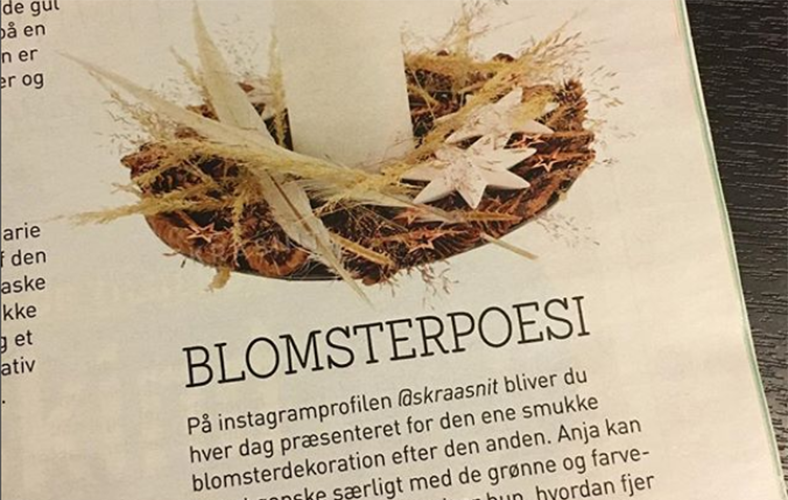 de gul
på en
n er
er og
arie
f den
aske
kke
g et
ativ
.
BLOMSTERPOESI
På instagramprofilen @skraasnit bliver du
hver dag præsenteret for den ene smukke
blomsterdekoration efter den anden. Anja kan
ganske særligt med de grønne og farve-
hun, hvordan fjer